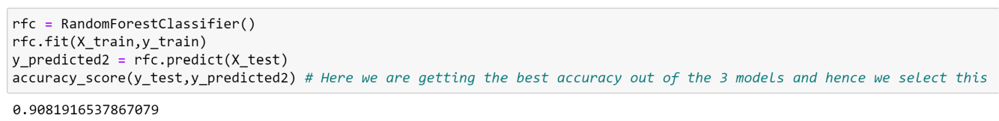 rfc = RandomForestClassifier()
rfc.fit(X_train,y_train)
y_predicted2 = rfc.predict(X_test)
accuracy_score(y_test,y_predicted2) # Here we are getting the best accuracy out of the 3 models and hence we select this
0.9081916537867079